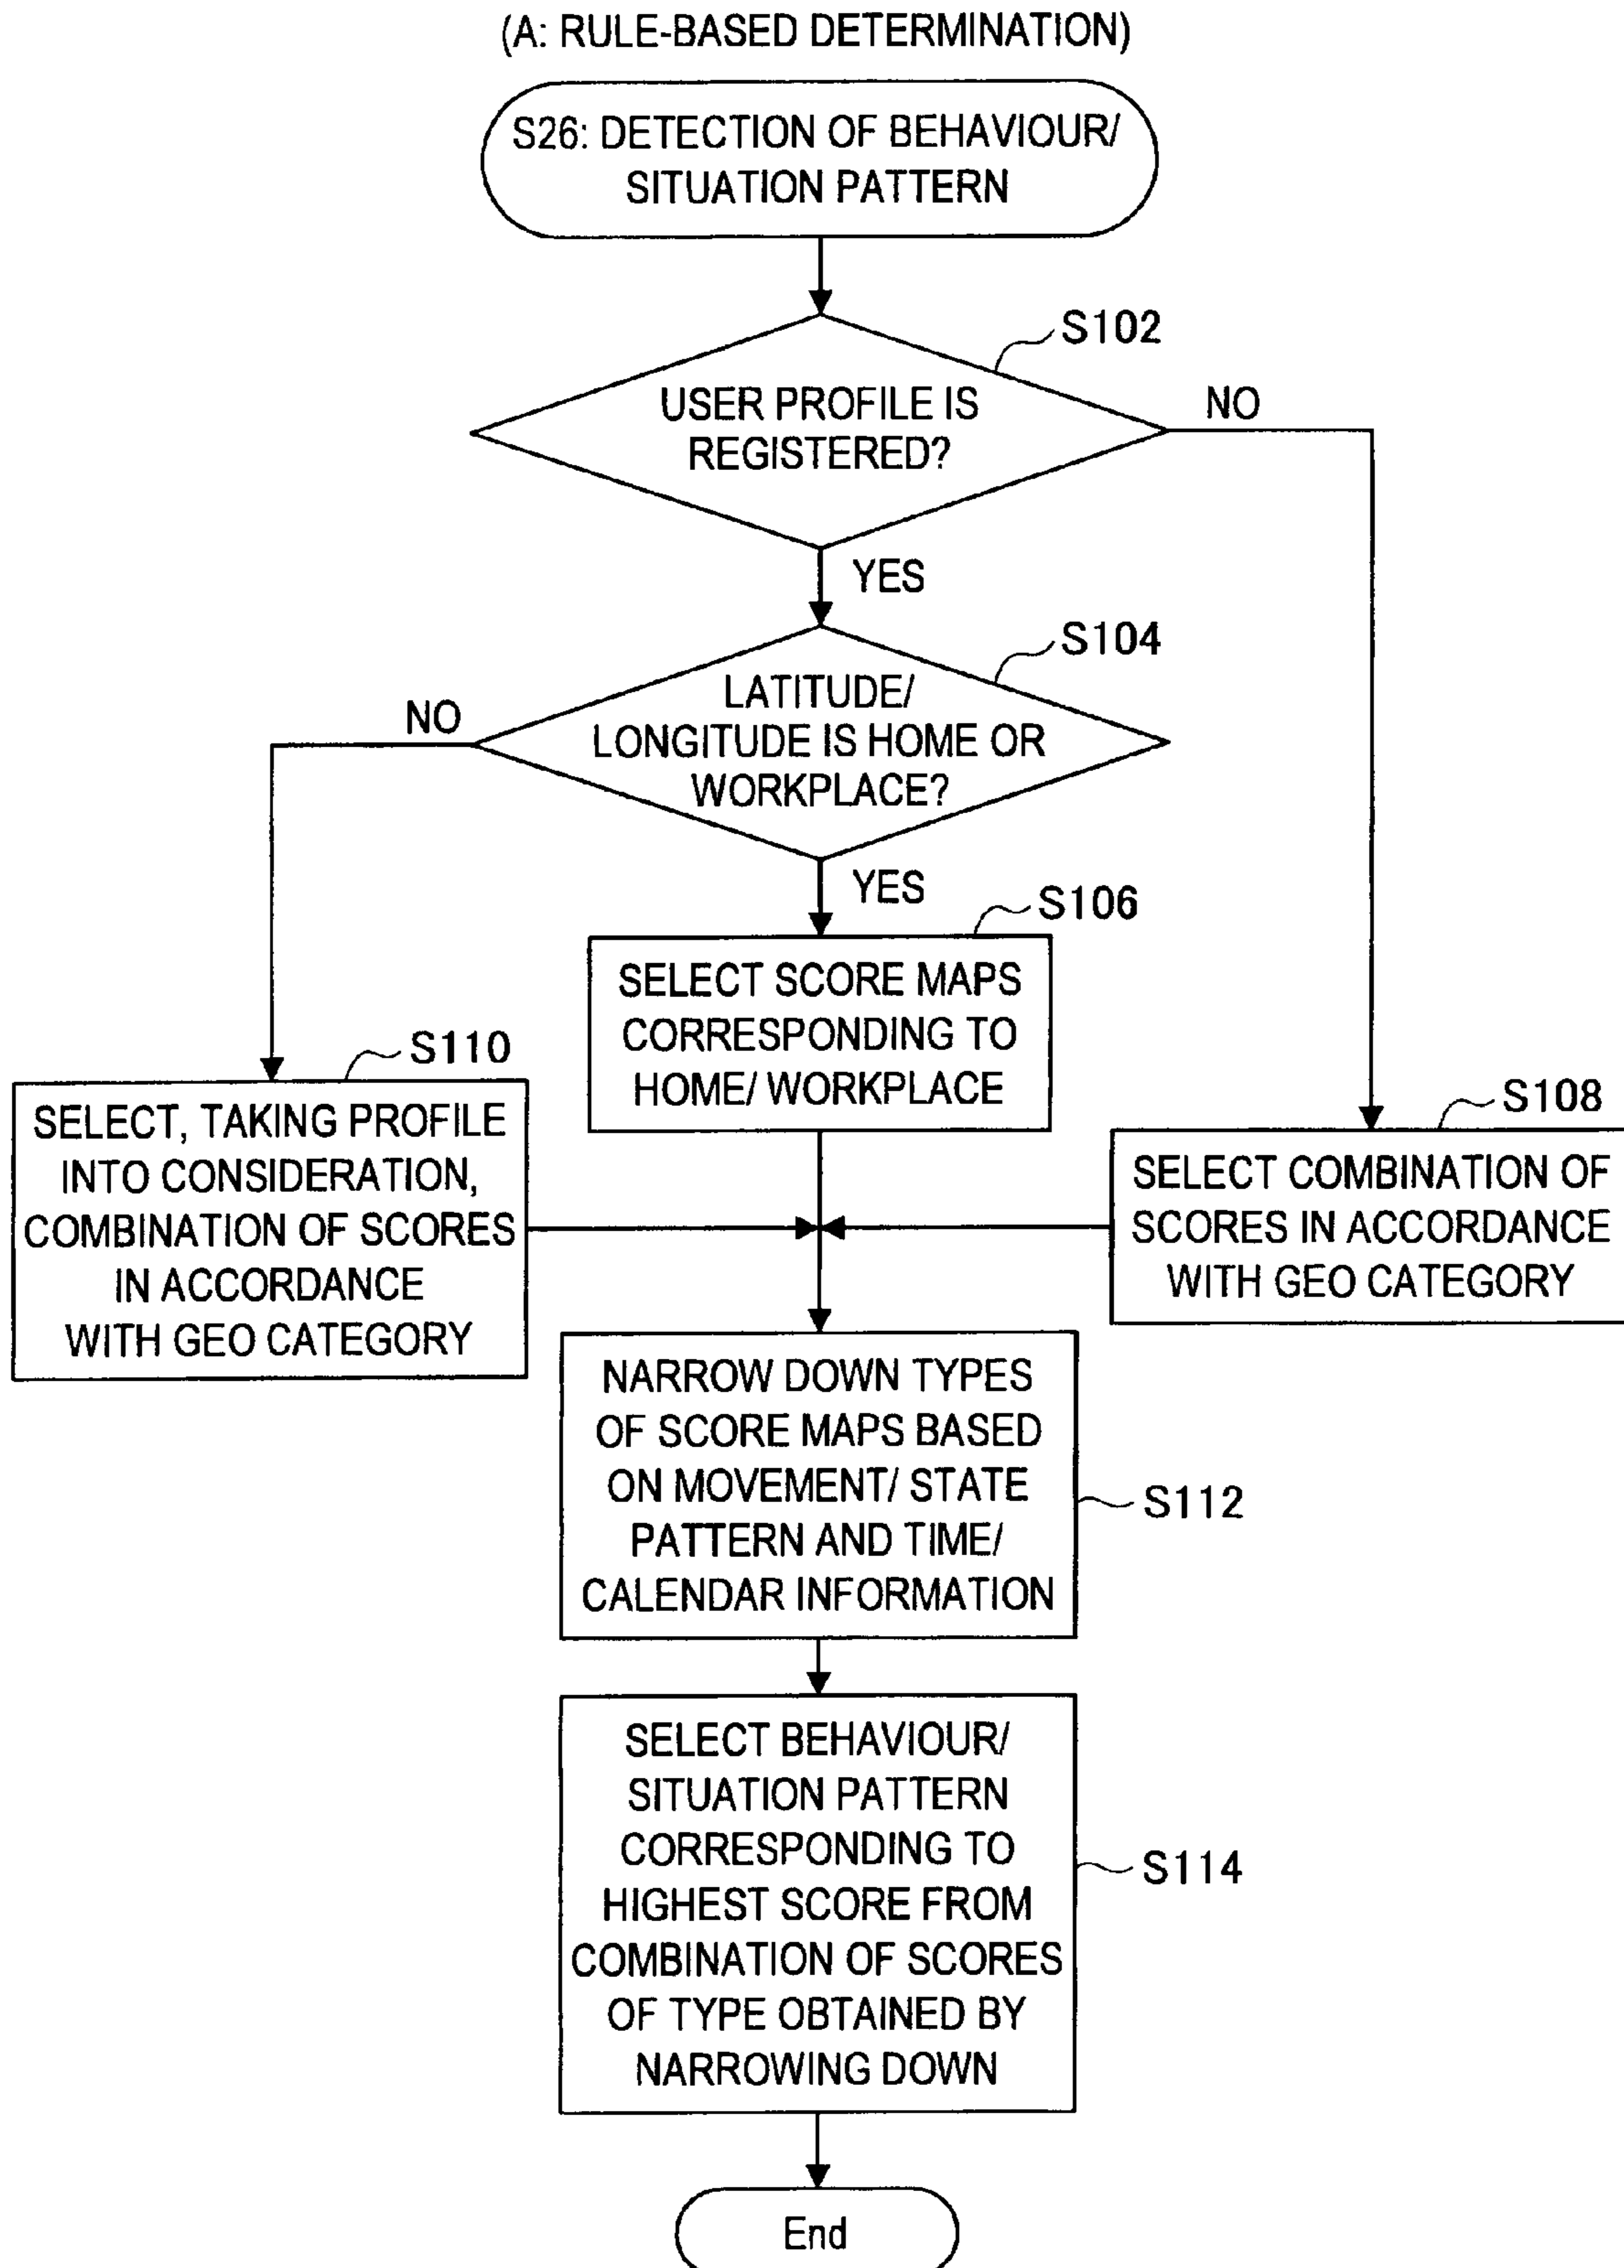 (A: RULE-BASED DETERMINATION)
S26: DETECTION OF BEHAVIOUR/
SITUATION PATTERN
S102
USER PROFILE IS
REGISTERED?
NO
YES
S104
LATITUDE/
LONGITUDE IS HOME OR
WORKPLACE?
NO
YES
S106
SELECT SCORE MAPS
CORRESPONDING TO
HOME/ WORKPLACE
S110
SELECT, TAKING PROFILE
INTO CONSIDERATION,
COMBINATION OF SCORES
IN ACCORDANCE
WITH GEO CATEGORY
S108
SELECT COMBINATION OF
SCORES IN ACCORDANCE
WITH GEO CATEGORY
NARROW DOWN TYPES
OF SCORE MAPS BASED
ON MOVEMENT/ STATE
PATTERN AND TIME/
CALENDAR INFORMATION
S112
SELECT BEHAVIOUR/
SITUATION PATTERN
CORRESPONDING TO
HIGHEST SCORE FROM
COMBINATION OF SCORES
OF TYPE OBTAINED BY
NARROWING DOWN
S114
End